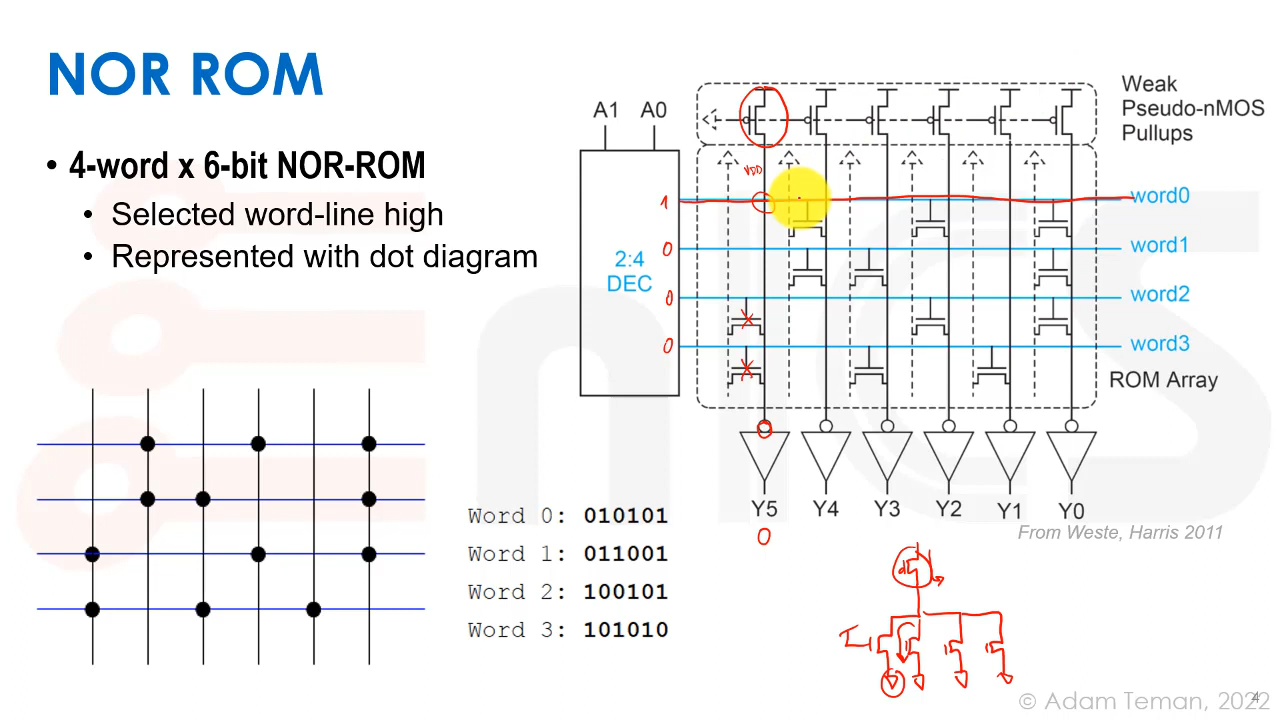 NOR ROM
• 4-word x 6-bit NOR-ROM
• Selected word-line high
• Represented with dot diagram
Word 0: 010101
Word 1: 011001
Word 2: 100101
Word 3: 101010
A1 A0
2:4
DEC
Weak
Pseudo-nMOS
Pullups
VDD
1
word0
0
word1
0
word2
0
word3
ROM Array
Y5 Y4 Y3 Y2 Y1 Y0
0
From Weste, Harris 2011
© Adam Teman, 2022
4